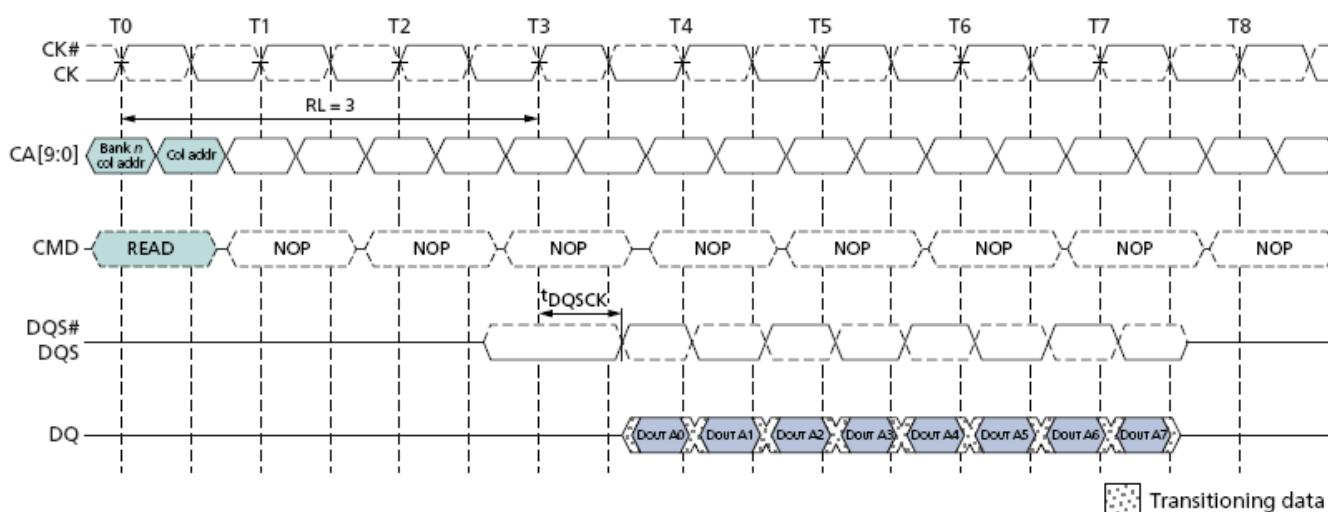 T0 T1 T2 T3 T4 T5 T6 T7 T8
CK#
CK
RL = 3
CA[9:0] Bank n col addr Col addr
CMD READ NOP NOP NOP NOP NOP NOP NOP NOP
tDQSCK
DQS#
DQS
DQ DOUT A0 DOUT A1 DOUT A2 DOUT A3 DOUT A4 DOUT A5 DOUT A6 DOUT A7
Transitioning data